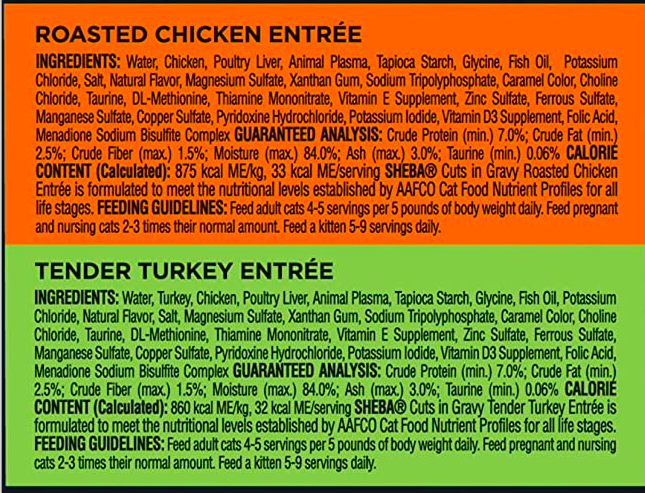 ROASTED CHICKEN ENTRÉE
INGREDIENTS: Water, Chicken, Poultry Liver, Animal Plasma, Tapioca Starch, Glycine, Fish Oil, Potassium
Chloride, Salt, Natural Flavor, Magnesium Sulfate, Xanthan Gum, Sodium Tripolyphosphate, Caramel Color, Choline
Chloride, Taurine, DL-Methionine, Thiamine Mononitrate, Vitamin E Supplement, Zinc Sulfate, Ferrous Sulfate,
Manganese Sulfate, Copper Sulfate, Pyridoxine Hydrochloride, Potassium Iodide, Vitamin D3 Supplement, Folic Acid,
Menadione Sodium Bisulfite Complex GUARANTEED ANALYSIS: Crude Protein (min.) 7.0%; Crude Fat (min.)
2.5%; Crude Fiber (max.) 1.5%; Moisture (max.) 84.0%; Ash (max.) 3.0%; Taurine (min.) 0.06% CALORIE
CONTENT (Calculated): 875 kcal ME/kg, 33 kcal ME/serving SHEBA® Cuts in Gravy Roasted Chicken
Entrée is formulated to meet the nutritional levels established by AAFCO Cat Food Nutrient Profiles for all
life stages. FEEDING GUIDELINES: Feed adult cats 4-5 servings per 5 pounds of body weight daily. Feed pregnant
and nursing cats 2-3 times their normal amount. Feed a kitten 5-9 servings daily.
TENDER TURKEY ENTRÉE
INGREDIENTS: Water, Turkey, Chicken, Poultry Liver, Animal Plasma, Tapioca Starch, Glycine, Fish Oil, Potassium
Chloride, Natural Flavor, Salt, Magnesium Sulfate, Xanthan Gum, Sodium Tripolyphosphate, Caramel Color, Choline
Chloride, Taurine, DL-Methionine, Thiamine Mononitrate, Vitamin E Supplement, Zinc Sulfate, Ferrous Sulfate,
Manganese Sulfate, Copper Sulfate, Pyridoxine Hydrochloride, Potassium Iodide, Vitamin D3 Supplement, Folic Acid,
Menadione Sodium Bisulfite Complex GUARANTEED ANALYSIS: Crude Protein (min.) 7.0%; Crude Fat (min.)
2.5%; Crude Fiber (max.) 1.5%; Moisture (max.) 84.0%; Ash (max.) 3.0%; Taurine (min.) 0.06% CALORIE
CONTENT (Calculated): 860 kcal ME/kg, 32 kcal ME/serving SHEBA® Cuts in Gravy Tender Turkey Entrée is
formulated to meet the nutritional levels established by AAFCO Cat Food Nutrient Profiles for all life stages.
FEEDING GUIDELINES: Feed adult cats 4-5 servings per 5 pounds of body weight daily. Feed pregnant and nursing
cats 2-3 times their normal amount. Feed a kitten 5-9 servings daily.